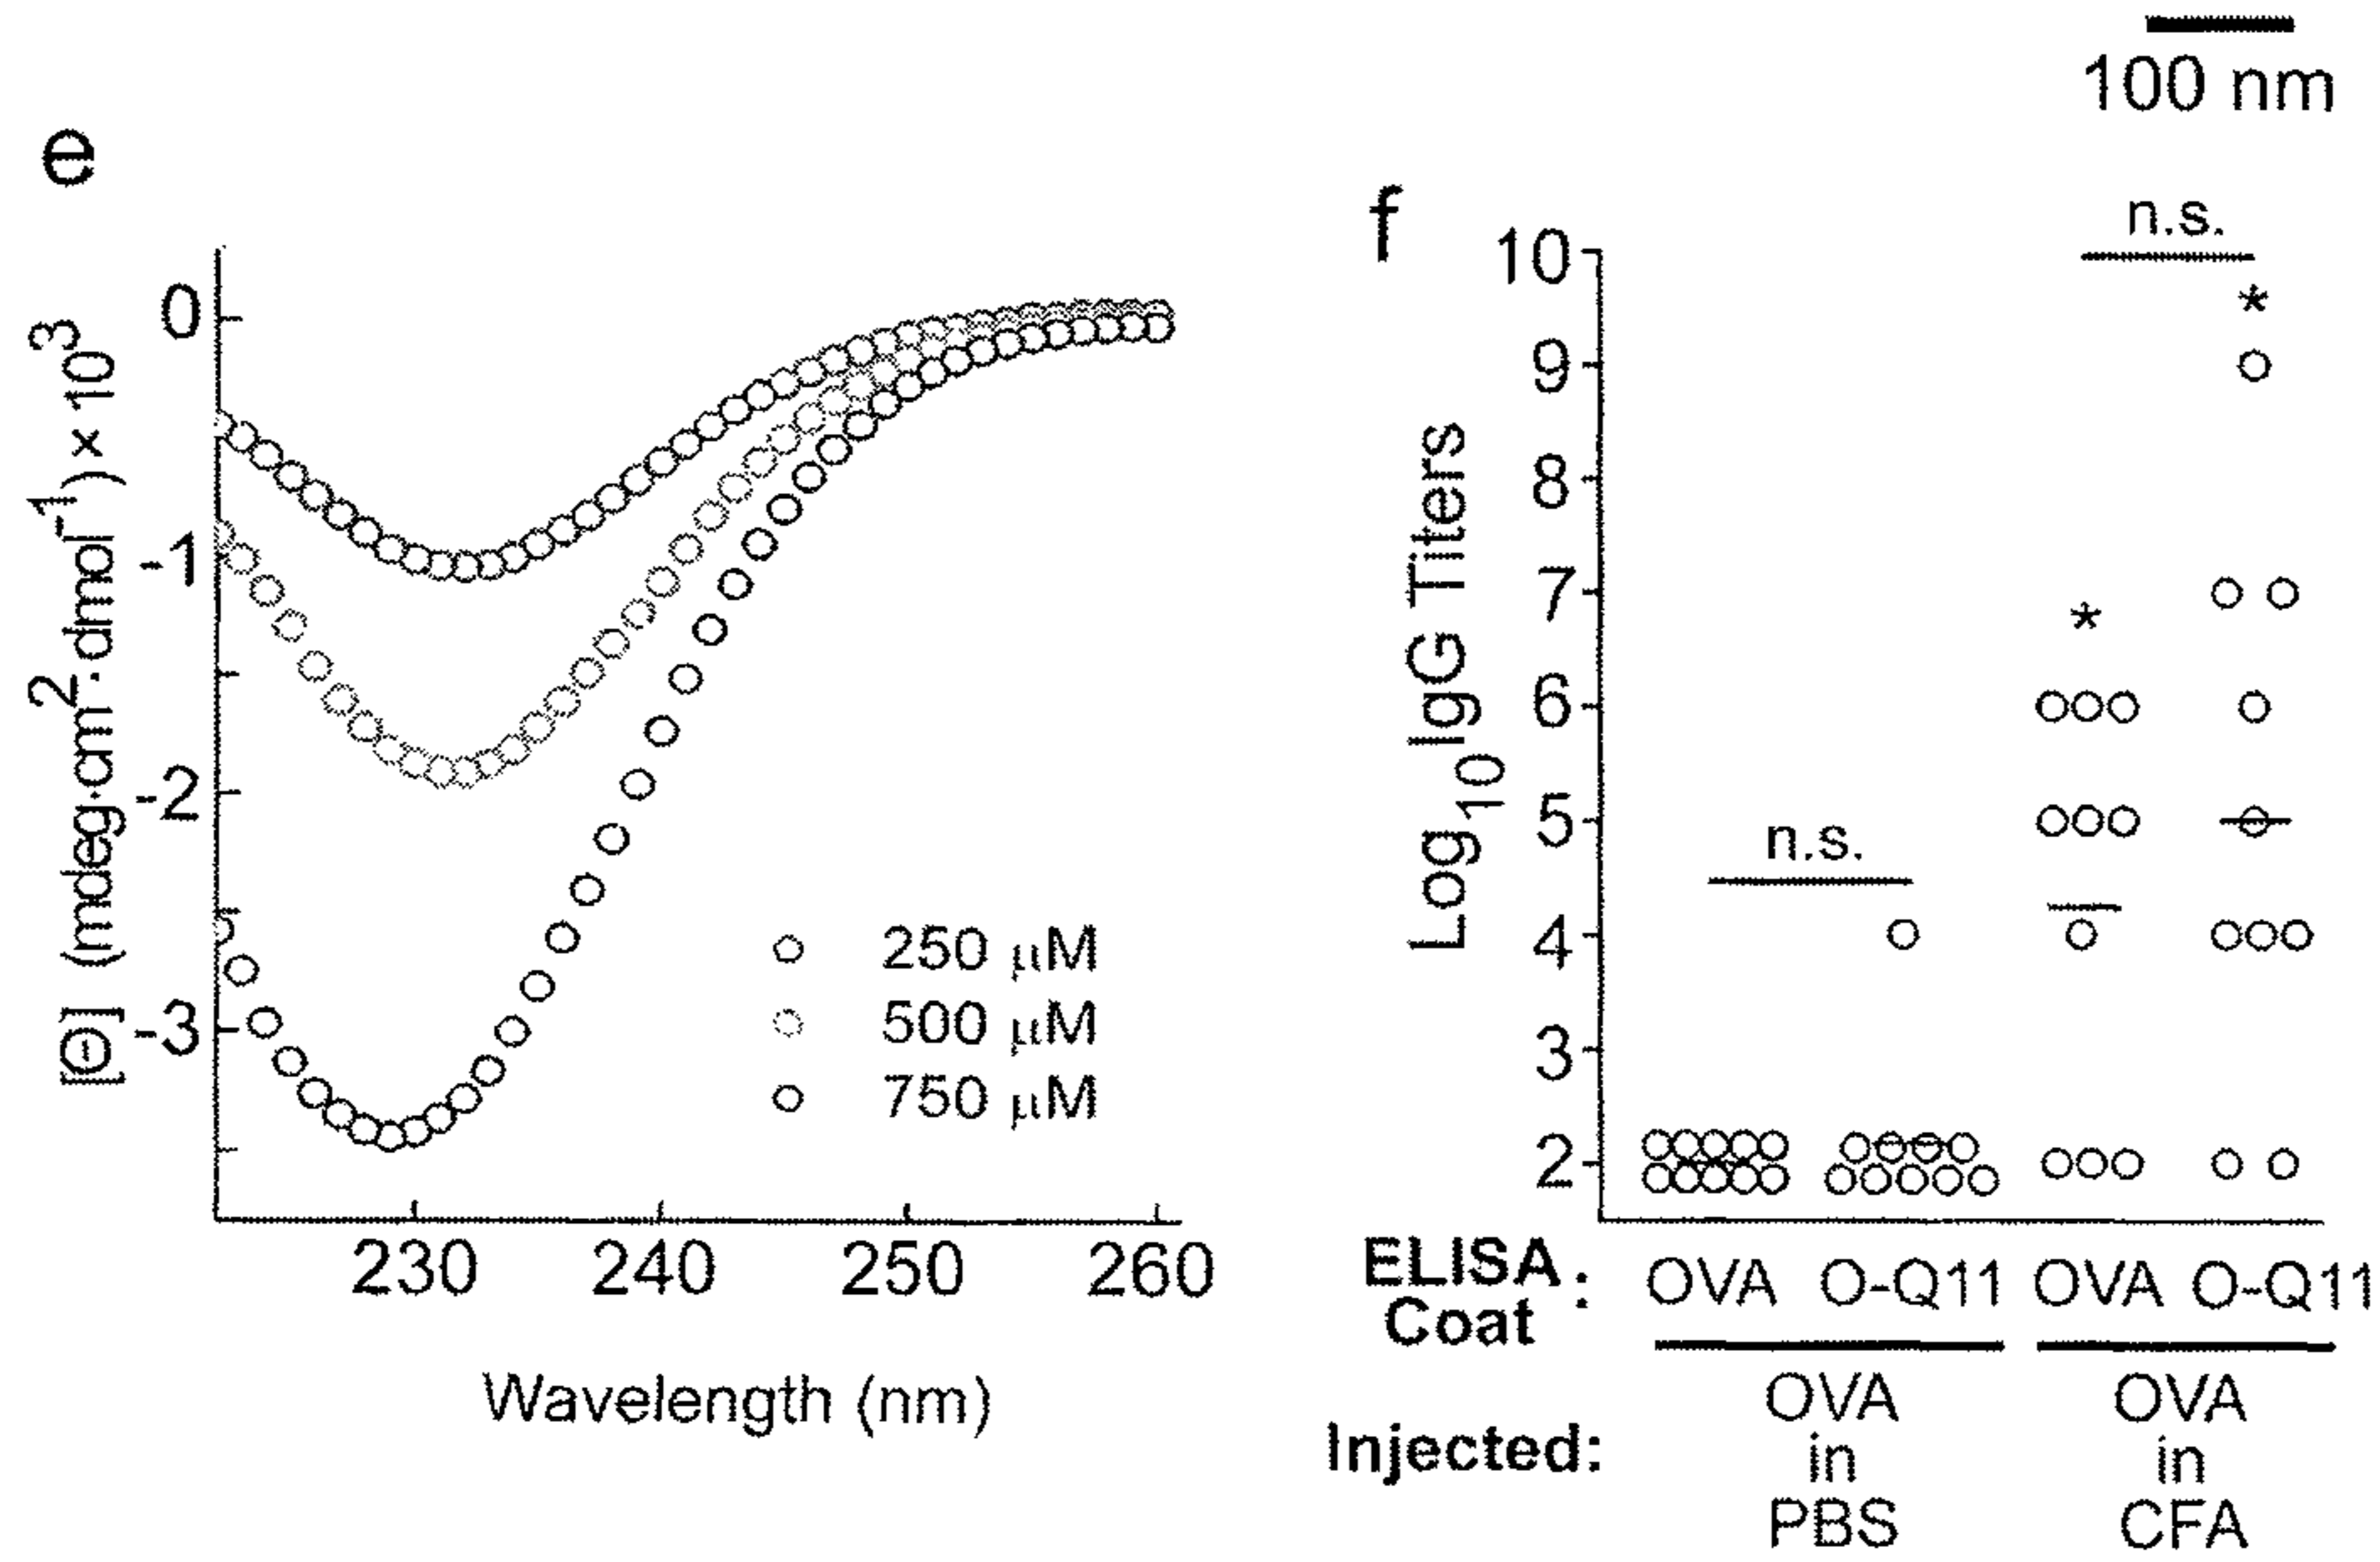 100 nm
e
0
-1
-2
-3
[Θ] (mdeg·cm²·dmol⁻¹)×10³
250 μM
500 μM
750 μM
230 240 250 260
Wavelength (nm)
f
n.s.
*
10
9
8
7
6
5
4
3
2
Log₁₀IgG Titers
*
n.s.
ELISA Coat : OVA O-Q11 OVA O-Q11
Injected:
OVA
in
PBS
OVA
in
CFA